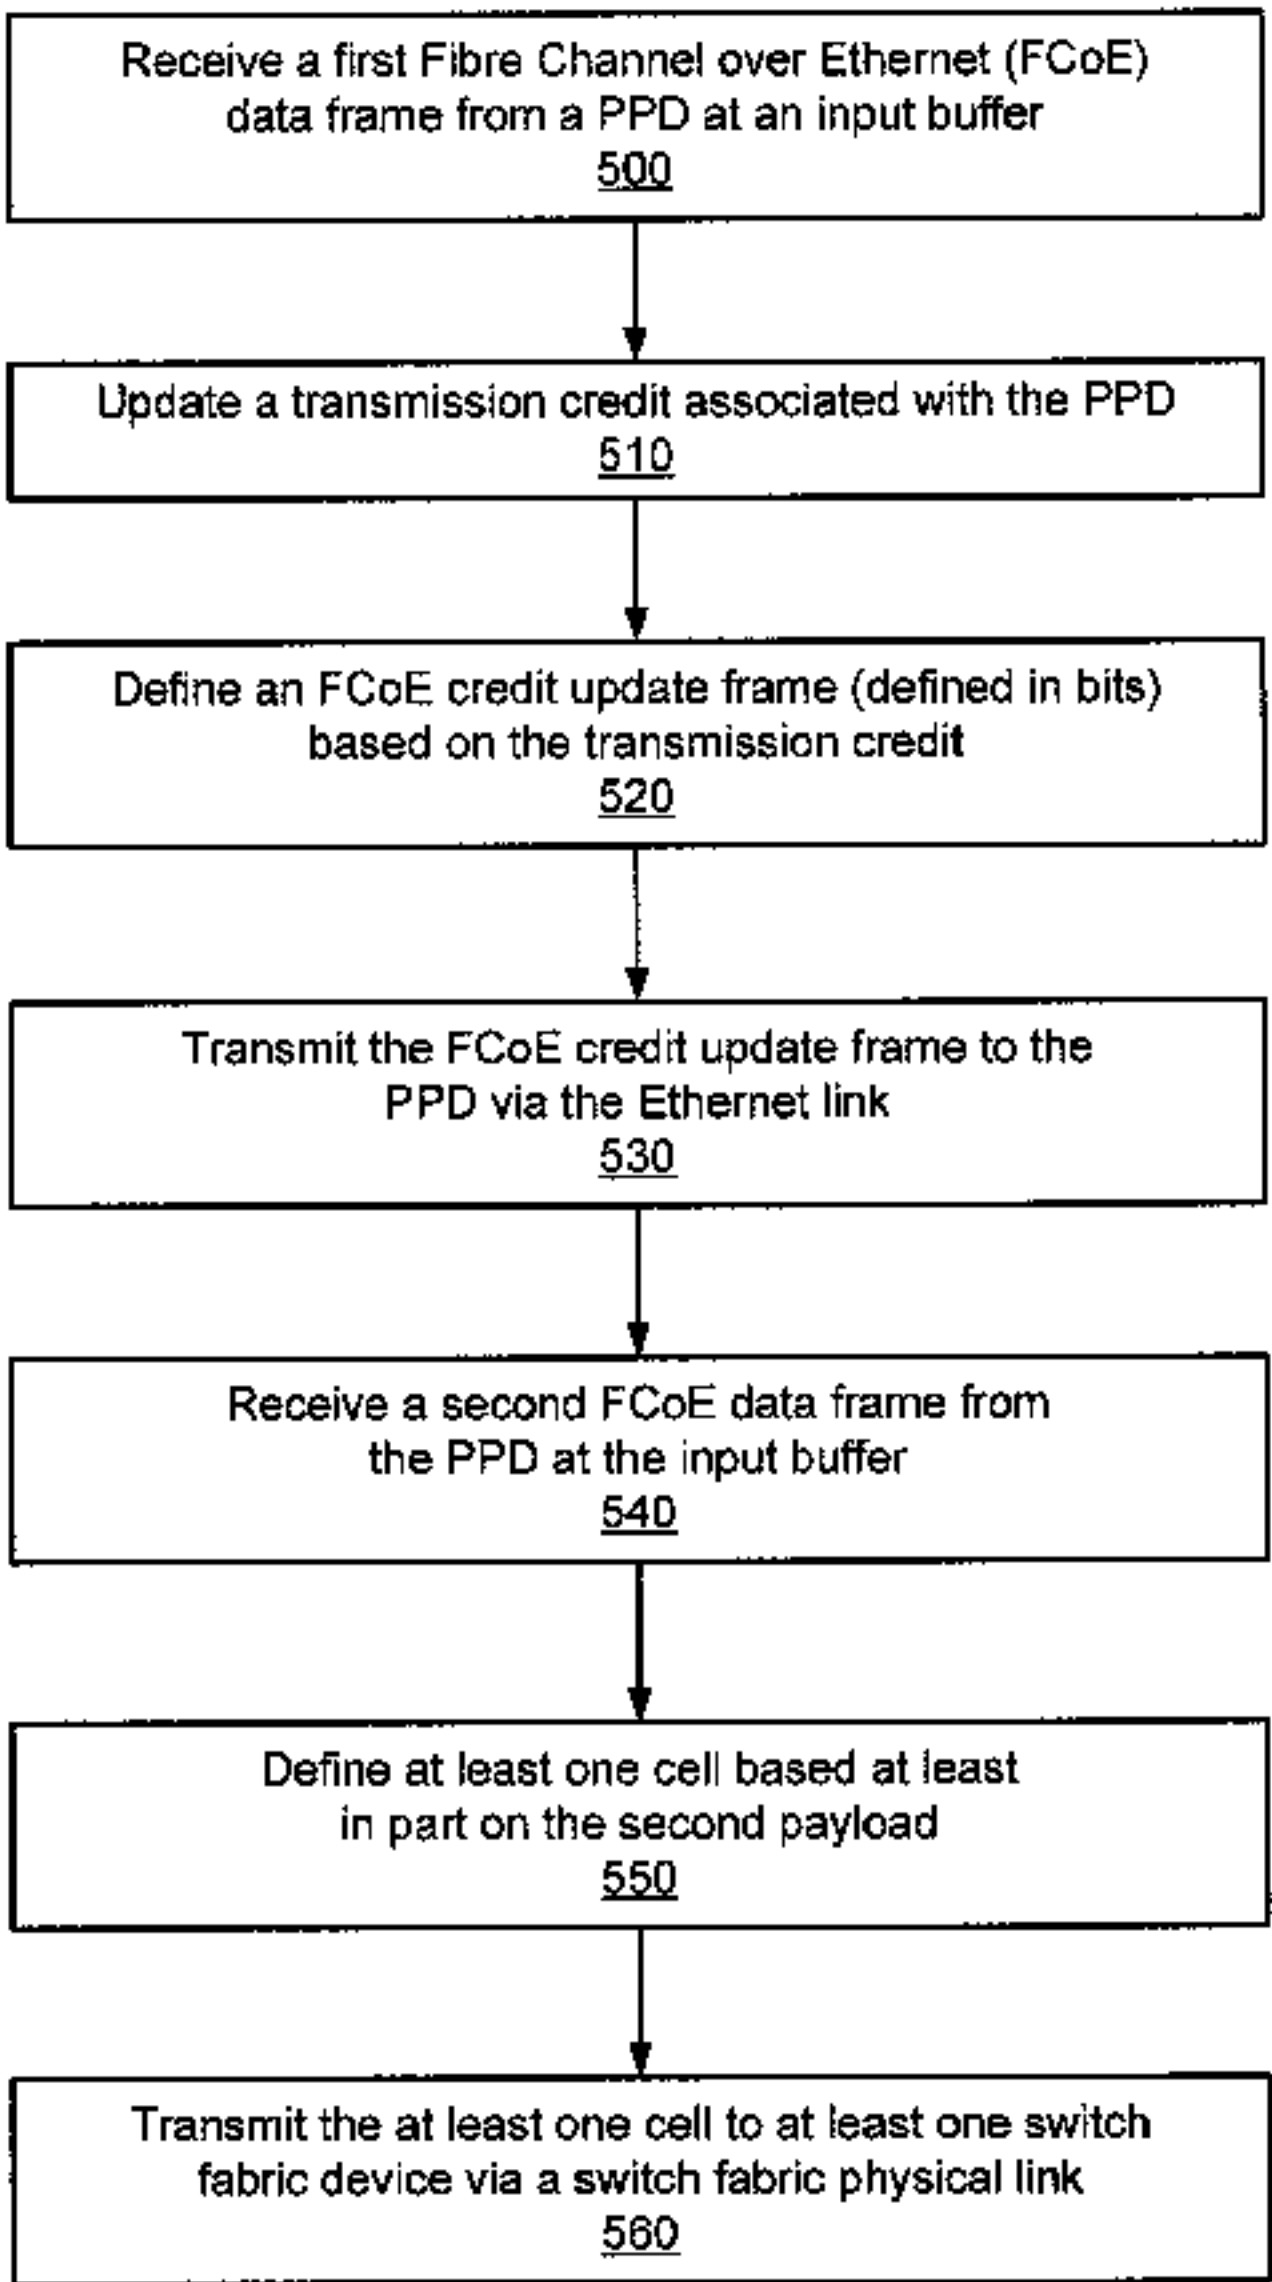 Receive a first Fibre Channel over Ethernet (FCoE)
data frame from a PPD at an input buffer
500
Update a transmission credit associated with the PPD
510
Define an FCoE credit update frame (defined in bits)
based on the transmission credit
520
Transmit the FCoE credit update frame to the
PPD via the Ethernet link
530
Receive a second FCoE data frame from
the PPD at the input buffer
540
Define at least one cell based at least
in part on the second payload
550
Transmit the at least one cell to at least one switch
fabric device via a switch fabric physical link
560